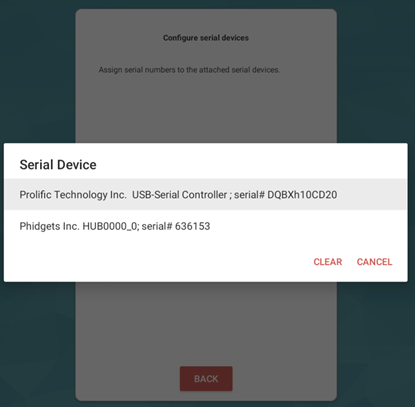 Configure serial devices
Assign serial numbers to the attached serial devices.
Serial Device
Prolific Technology Inc.  USB-Serial Controller ; serial# DQBXh10CD20
Phidgets Inc. HUB0000_0; serial# 636153
CLEAR CANCEL
BACK